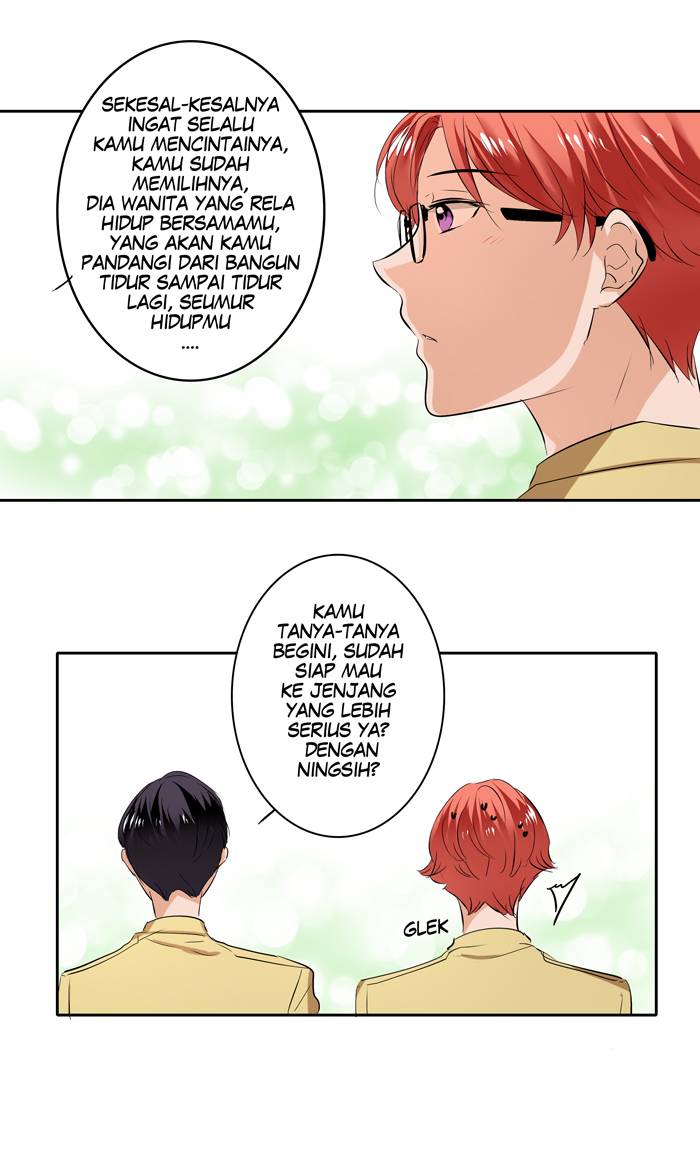 SEKESAL-KESALNYA
INGAT SELALU
KAMU MENCINTAINYA,
KAMU SUDAH
MEMILIHNYA,
DIA WANITA YANG RELA
HIDUP BERSAMAMU,
YANG AKAN KAMU
PANDANGI DARI BANGUN
TIDUR SAMPAI TIDUR
LAGI, SEUMUR
HIDUPMU
....
KAMU
TANYA-TANYA
BEGINI, SUDAH
SIAP MAU
KE JENJANG
YANG LEBIH
SERIUS YA?
DENGAN
NINGSIH?
GLEK